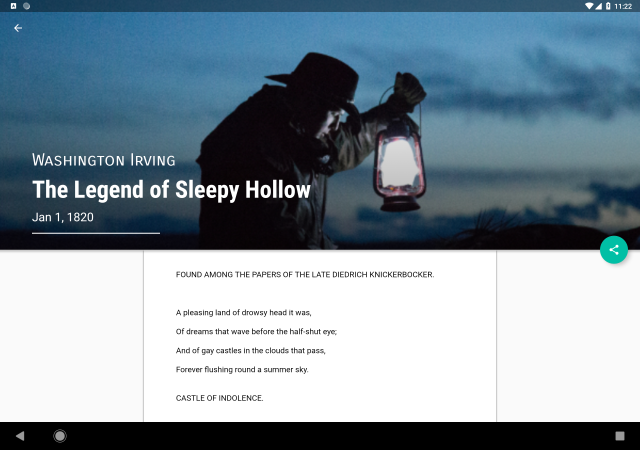 11:22
Washington Irving
The Legend of Sleepy Hollow
Jan 1, 1820
FOUND AMONG THE PAPERS OF THE LATE DIEDRICH KNICKERBOCKER.
A pleasing land of drowsy head it was,
Of dreams that wave before the half-shut eye;
And of gay castles in the clouds that pass,
Forever flushing round a summer sky.
CASTLE OF INDOLENCE.